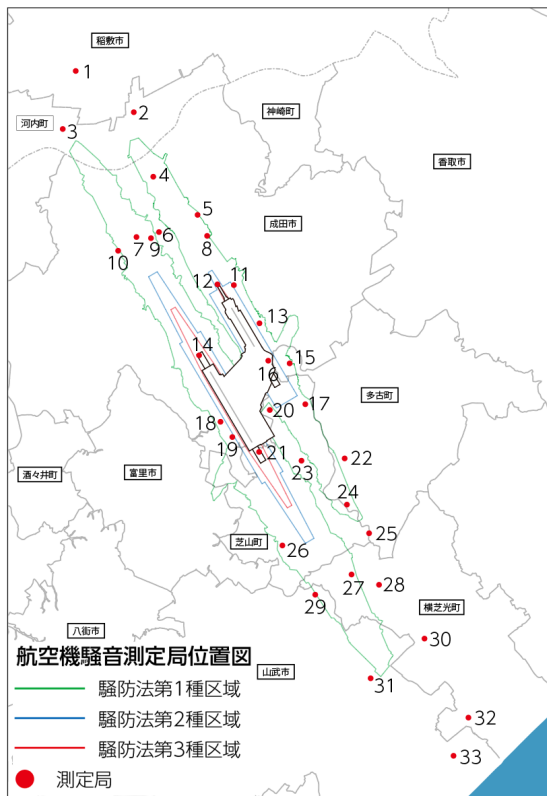 稲敷市
1
2
神崎町
河内町
3
香取市
4
5
成田市
6
7
9
8
10
12
11
13
14
15
16
多古町
17
20
18
19
21
22
酒々井町
富里市
23
24
25
芝山町
26
27
28
29
横芝光町
八街市
30
航空機騒音測定局位置図
山武市
31
騒防法第1種区域
騒防法第2種区域
32
騒防法第3種区域
33
測定局